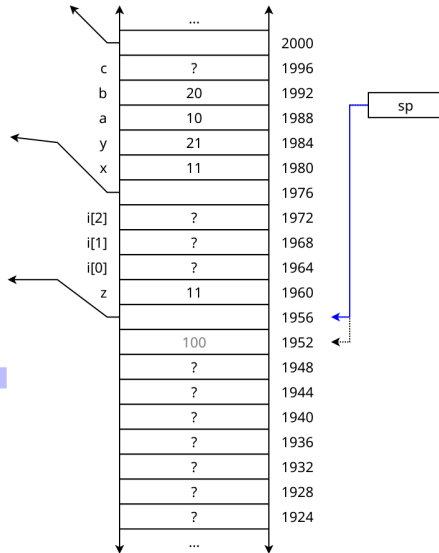 ...
2000
c ? 1996
b 20 1992
a 10 1988
sp
y 21 1984
x 11 1980
1976
i[2] ? 1972
i[1] ? 1968
i[0] ? 1964
z 11 1960
1956
100 1952
? 1948
? 1944
? 1940
? 1936
? 1932
? 1928
? 1924
...